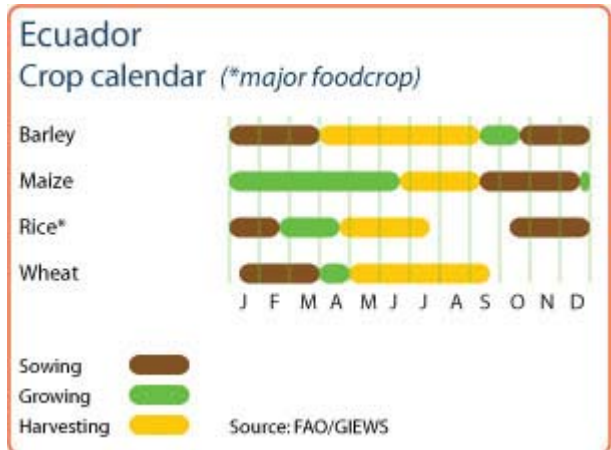 Ecuador
Crop calendar (*major foodcrop)
Barley
Maize
Rice*
Wheat
J F M A M J J A S O N D
Sowing
Growing
Harvesting
Source: FAO/GIEWS